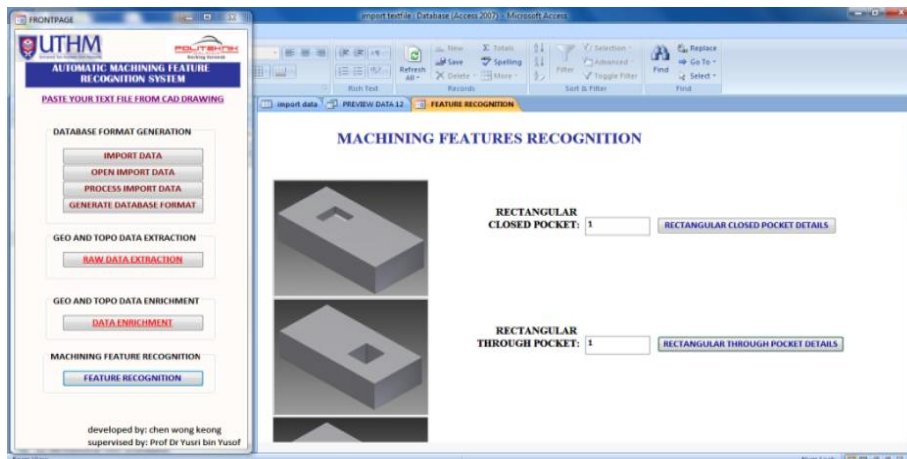 FRONTPAGE
UTHM
POLITEKNIK
AUTOMATIC MACHINING FEATURE
RECOGNITION SYSTEM
PASTE YOUR TEXT FILE FROM CAD DRAWING
DATABASE FORMAT GENERATION
IMPORT DATA
OPEN IMPORT DATA
PROCESS IMPORT DATA
GENERATE DATABASE FORMAT
GEO AND TOPO DATA EXTRACTION
RAW DATA EXTRACTION
GEO AND TOPO DATA ENRICHMENT
DATA ENRICHMENT
MACHINING FEATURE RECOGNITION
FEATURE RECOGNITION
developed by: chen wong keong
supervised by: Prof Dr Yusri bin Yusof
import textfile : Database (Access 2007) - Microsoft Access
Refresh
All
New
Save
Delete
Totals
Spelling
More
Filter
Selection
Advanced
Toggle Filter
Find
Replace
Go To
Select
Rich Text
Records
Sort & Filter
Find
import data
PREVIEW DATA 12
FEATURE RECOGNITION
MACHINING FEATURES RECOGNITION
RECTANGULAR
CLOSED POCKET: 1 RECTANGULAR CLOSED POCKET DETAILS
RECTANGULAR
THROUGH POCKET: 1 RECTANGULAR THROUGH POCKET DETAILS